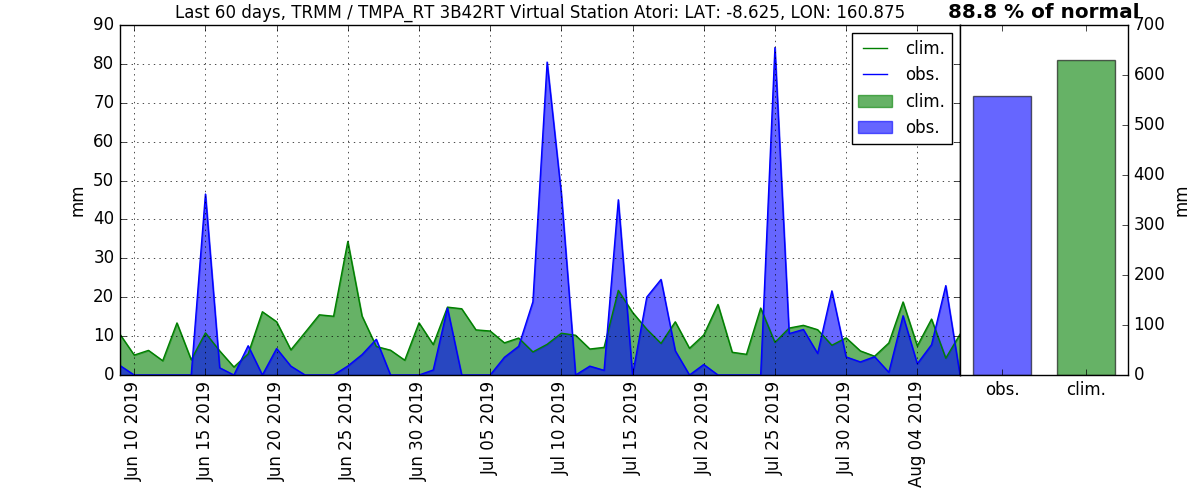 Last 60 days, TRMM / TMPA_RT 3B42RT Virtual Station Atori: LAT: -8.625, LON: 160.875
88.8 % of normal
90
80
70
60
50
40
30
20
10
0
mm
clim.
obs.
clim.
obs.
700
600
500
400
300
200
100
0
mm
Jun 10 2019
Jun 15 2019
Jun 20 2019
Jun 25 2019
Jun 30 2019
Jul 05 2019
Jul 10 2019
Jul 15 2019
Jul 20 2019
Jul 25 2019
Jul 30 2019
Aug 04 2019
obs.
clim.